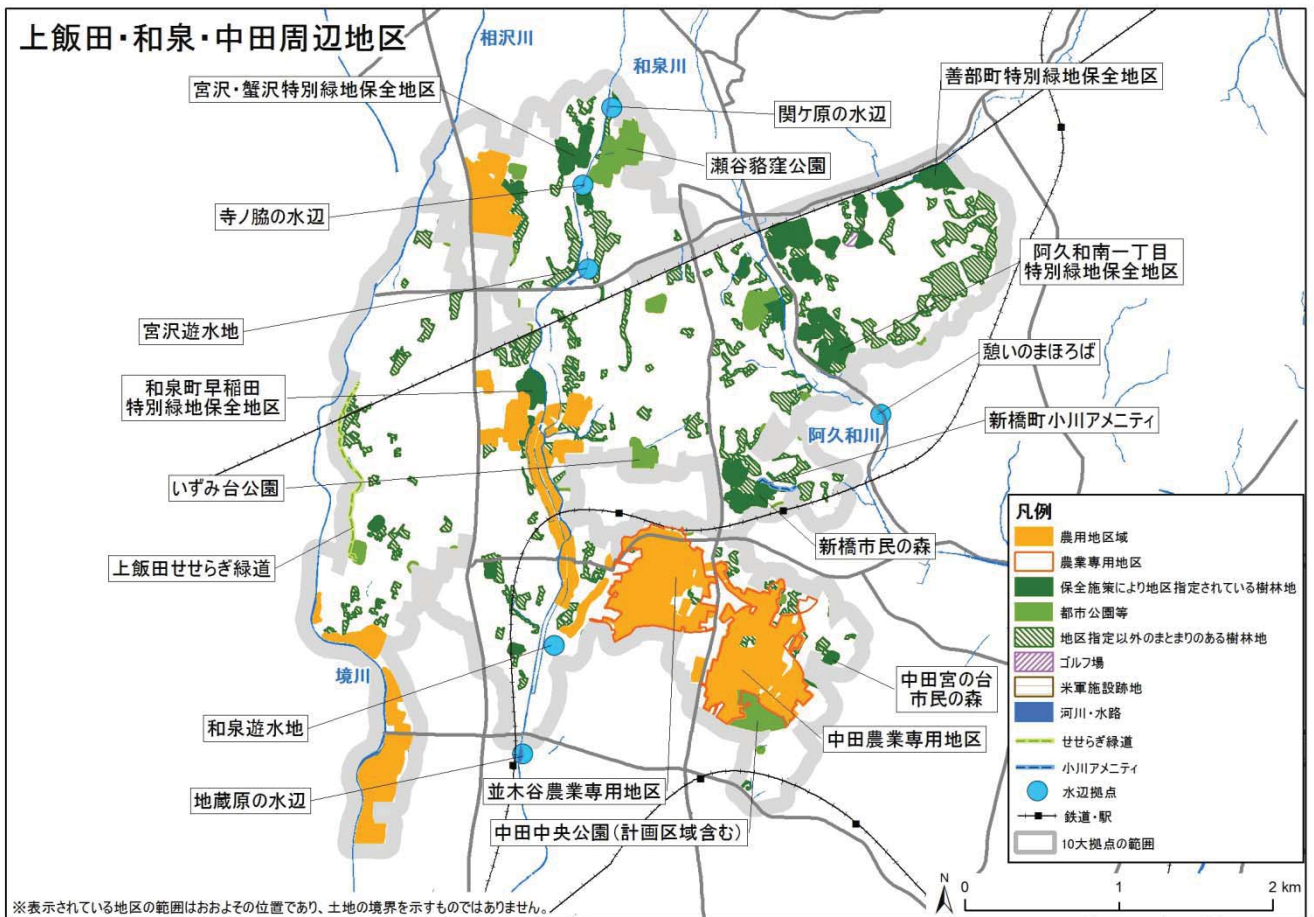 上飯田・和泉・中田周辺地区
相沢川
和泉川
宮沢・蟹沢特別緑地保全地区
関ケ原の水辺
善部町特別緑地保全地区
瀬谷貉窪公園
寺ノ脇の水辺
阿久和南一丁目
特別緑地保全地区
宮沢遊水地
憩いのまほろば
和泉町早稲田
特別緑地保全地区
阿久和川
新橋町小川アメニティ
いずみ台公園
新橋市民の森
上飯田せせらぎ緑道
境川
中田宮の台
市民の森
和泉遊水地
中田農業専用地区
地蔵原の水辺
並木谷農業専用地区
中田中央公園(計画区域含む)
凡例
農用地区域
農業専用地区
保全施策により地区指定されている樹林地
都市公園等
地区指定以外のまとまりのある樹林地
ゴルフ場
米軍施設跡地
河川・水路
せせらぎ緑道
小川アメニティ
水辺拠点
鉄道・駅
10大拠点の範囲
N
0 1 2 km
※表示されている地区の範囲はおおよその位置であり、土地の境界を示すものではありません。